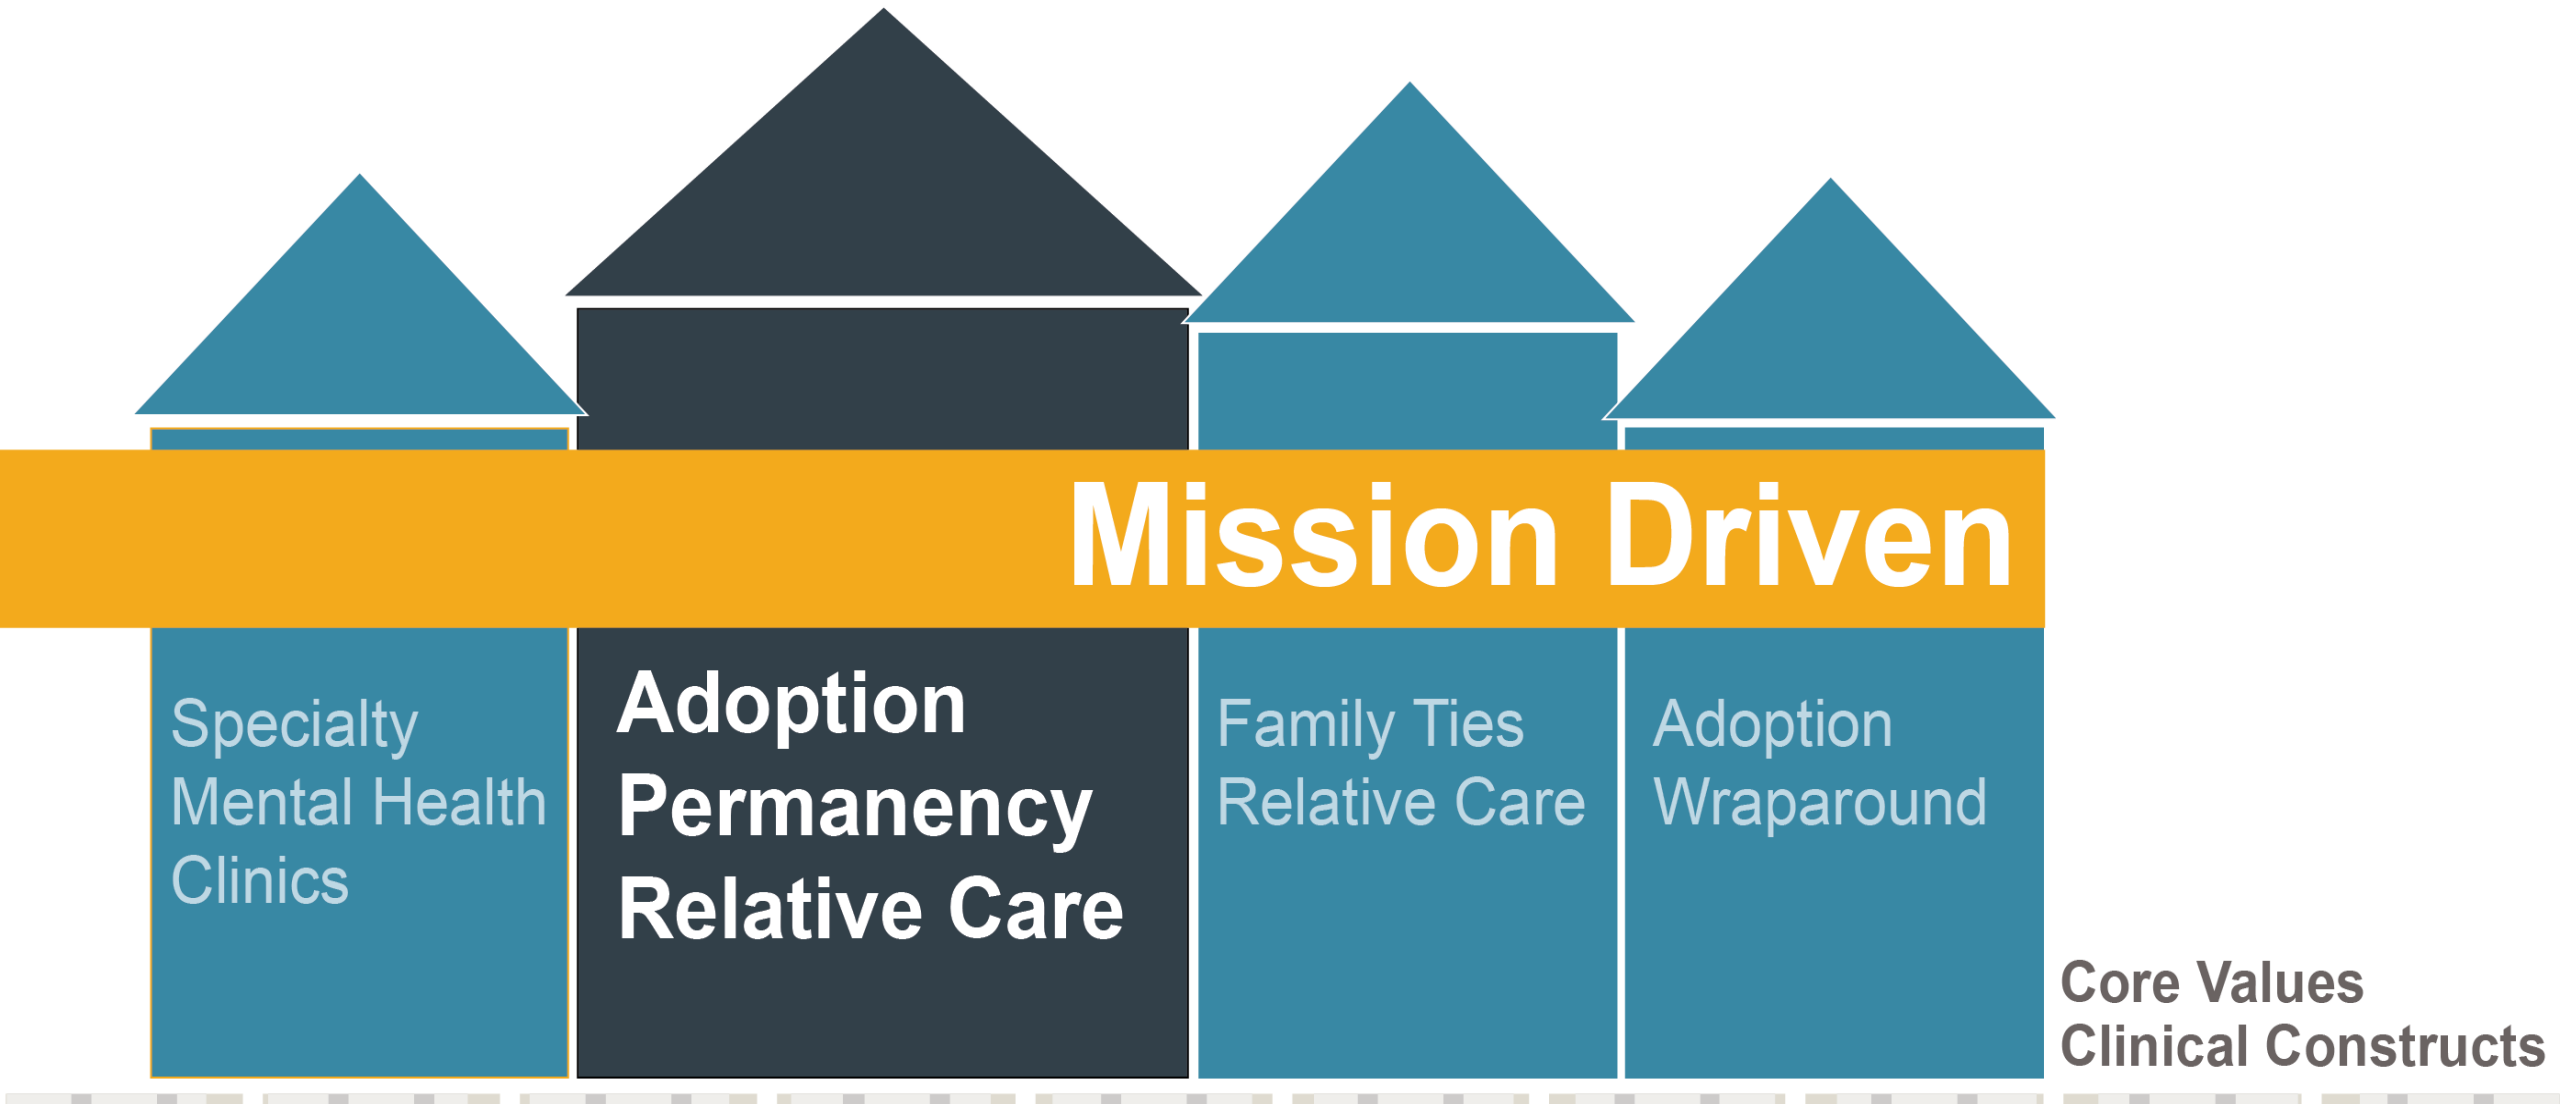 Mission Driven
Specialty
Mental Health
Clinics
Adoption
Permanency
Relative Care
Family Ties
Relative Care
Adoption
Wraparound
Core Values
Clinical Constructs